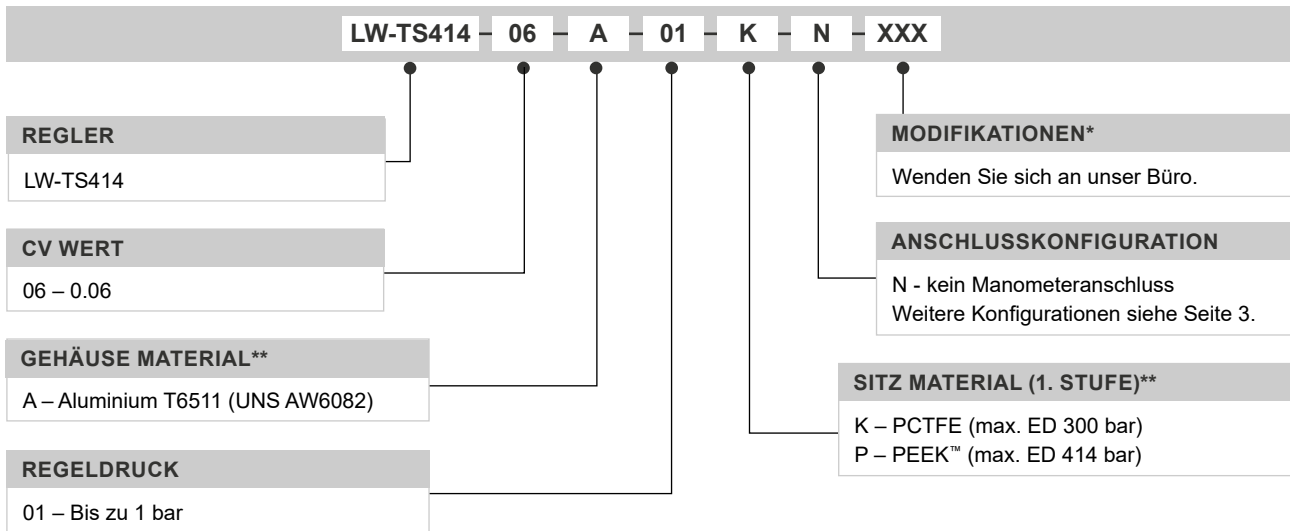 LW-TS414 – 06 – A – 01 – K – N – XXX
REGLER
LW-TS414
CV WERT
06 – 0.06
GEHÄUSE MATERIAL**
A – Aluminium T6511 (UNS AW6082)
REGELDRUCK
01 – Bis zu 1 bar
MODIFIKATIONEN*
Wenden Sie sich an unser Büro.
ANSCHLUSSKONFIGURATION
N - kein Manometeranschluss
Weitere Konfigurationen siehe Seite 3.
SITZ MATERIAL (1. STUFE)**
K – PCTFE (max. ED 300 bar)
P – PEEK™ (max. ED 414 bar)